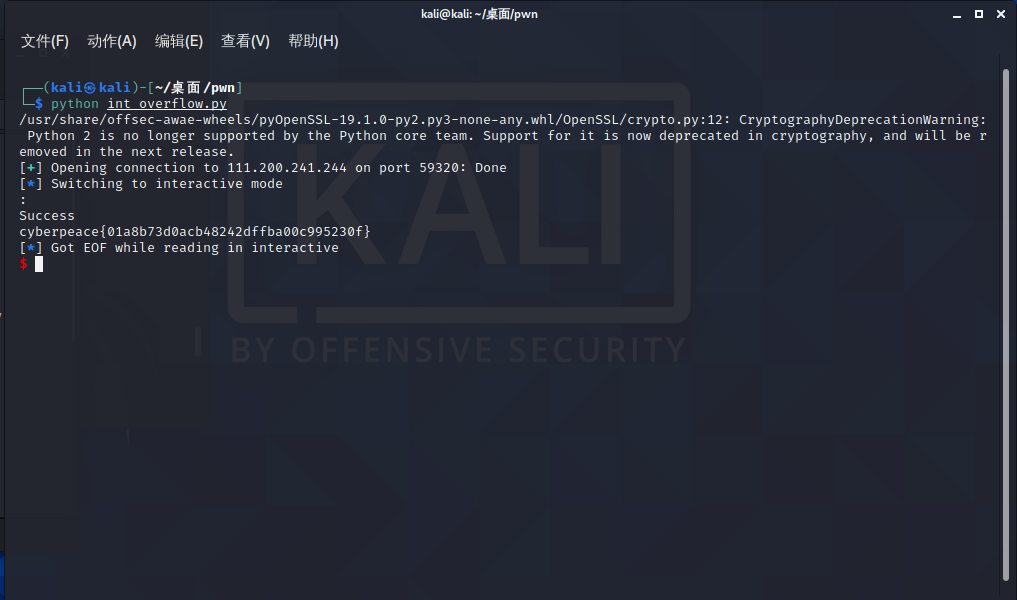 kali@kali: ~/桌面/pwn
文件(F) 动作(A) 编辑(E) 查看(V) 帮助(H)
┌──(kali㉿kali)-[~/桌面/pwn]
└─$ python int_overflow.py
/usr/share/offsec-awae-wheels/pyOpenSSL-19.1.0-py2.py3-none-any.whl/OpenSSL/crypto.py:12: CryptographyDeprecationWarning:
Python 2 is no longer supported by the Python core team. Support for it is now deprecated in cryptography, and will be r
emoved in the next release.
[+] Opening connection to 111.200.241.244 on port 59320: Done
[*] Switching to interactive mode
:
Success
cyberpeace{01a8b73d0acb48242dffba00c995230f}
[*] Got EOF while reading in interactive
$
KALI
BY OFFENSIVE SECURITY